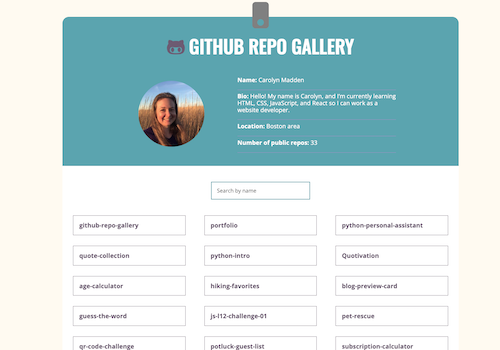 GITHUB REPO GALLERY
Name: Carolyn Madden
Bio: Hello! My name is Carolyn, and I'm currently learning
HTML, CSS, JavaScript, and React so I can work as a
website developer.
Location: Boston area
Number of public repos: 33
Search by name
github-repo-gallery
portfolio
python-personal-assistant
quote-collection
python-intro
Quotivation
age-calculator
hiking-favorites
blog-preview-card
guess-the-word
js-l12-challenge-01
pet-rescue
qr-code-challenge
potluck-guest-list
subscription-calculator